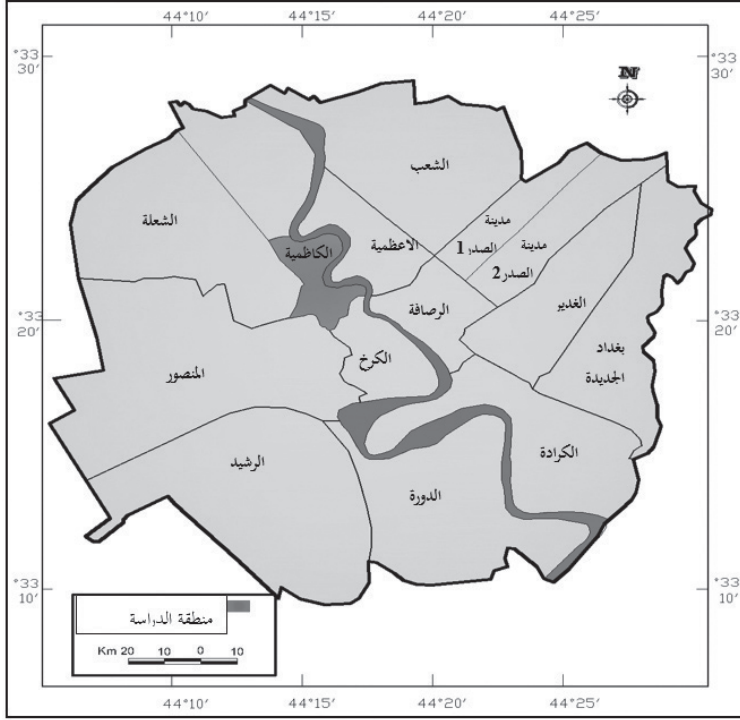 44°10′ 44°15′ 44°20′ 44°25′
°33
30′
°33
30′
N
الشعب
الشعلة
مدينة
الصدر 1
مدينة
الصدر 2
الاعظمية
الكاظمية
الغدير
الرصافة
°33
20′
°33
20′
بغداد
الجديدة
الكرخ
المنصور
الكرادة
الرشيد
الدورة
°33
10′
°33
10′
منطقة الدراسة
Km 20 10 0 10
44°10′ 44°15′ 44°20′ 44°25′